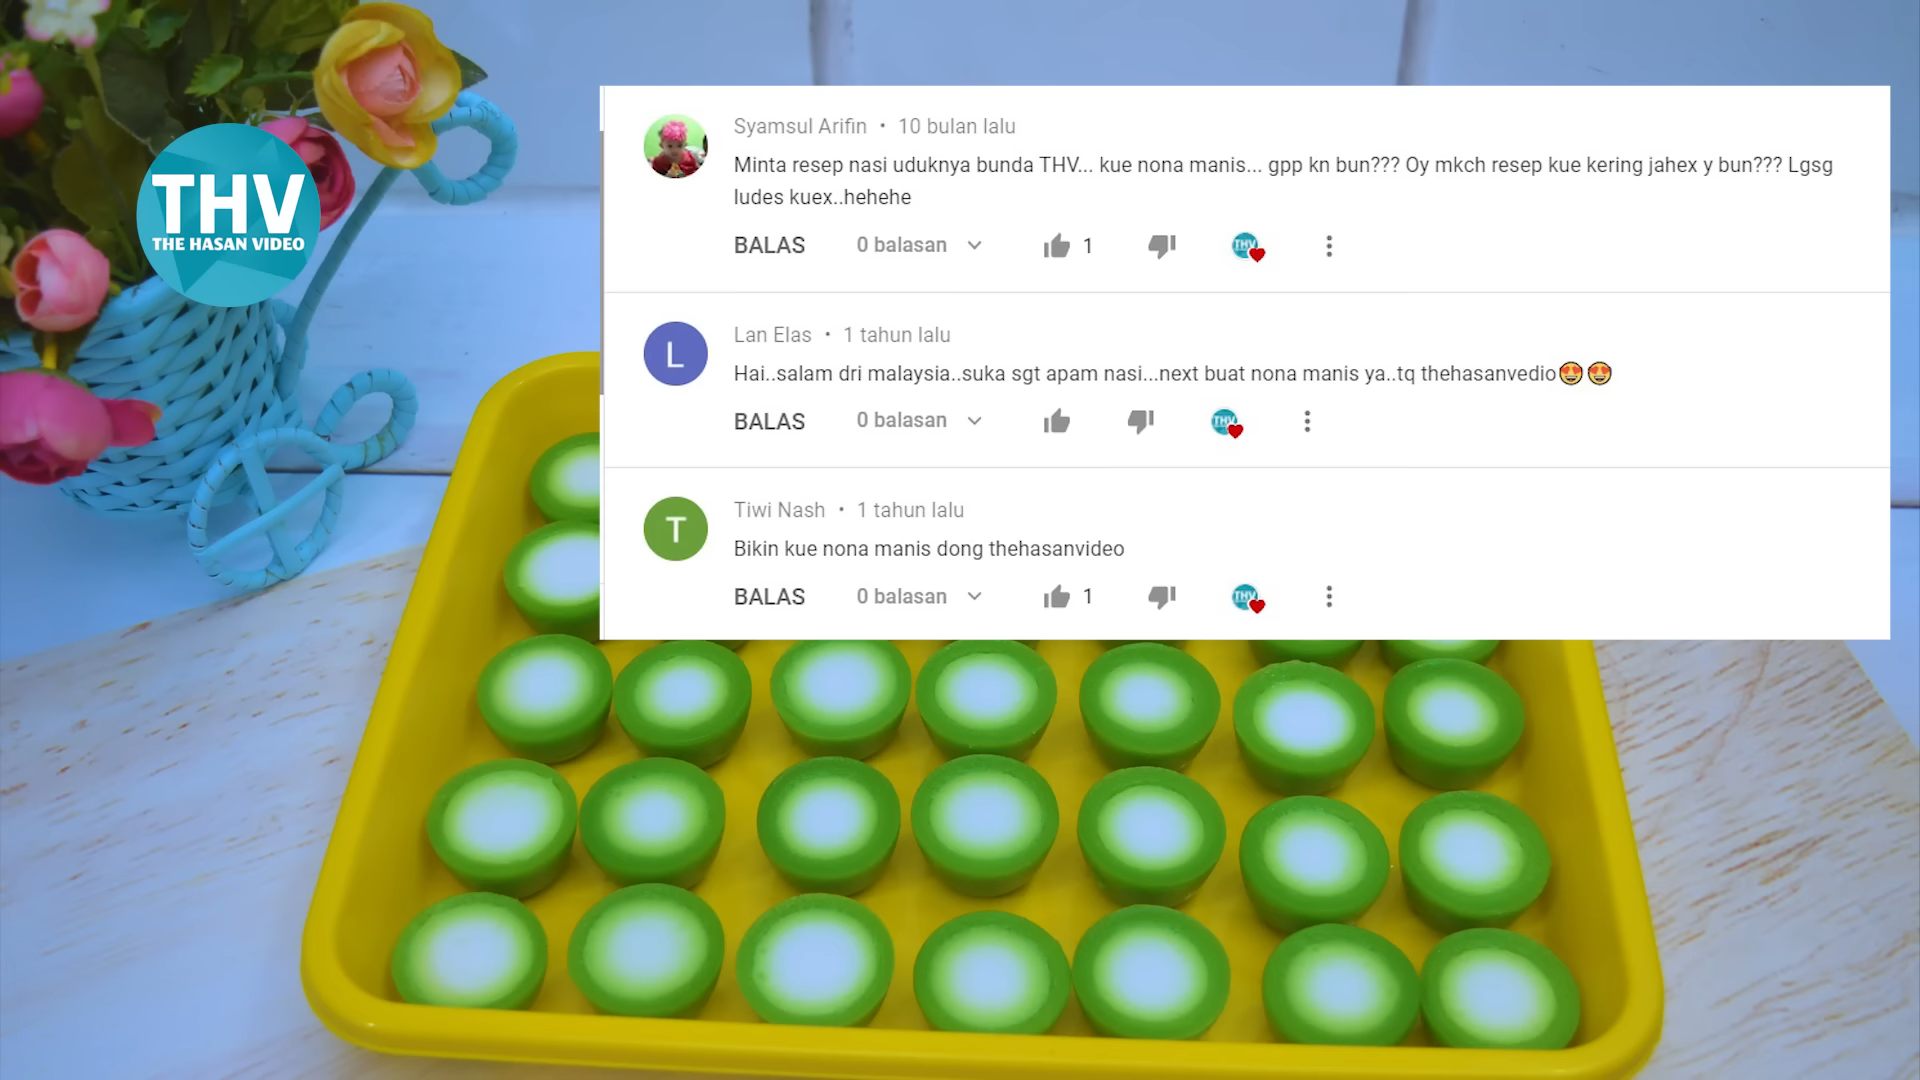 THV
THE HASAN VIDEO
Syamsul Arifin • 10 bulan lalu
Minta resep nasi uduknya bunda THV... kue nona manis... gpp kn bun??? Oy mkch resep kue kering jahex y bun??? Lgsg
ludes kuex..hehehe
BALAS 0 balasan 1 THV
L
Lan Elas • 1 tahun lalu
Hai..salam dri malaysia..suka sgt apam nasi...next buat nona manis ya..tq thehasanvedio😍😍
BALAS 0 balasan THV
T
Tiwi Nash • 1 tahun lalu
Bikin kue nona manis dong thehasanvideo
BALAS 0 balasan 1 THV